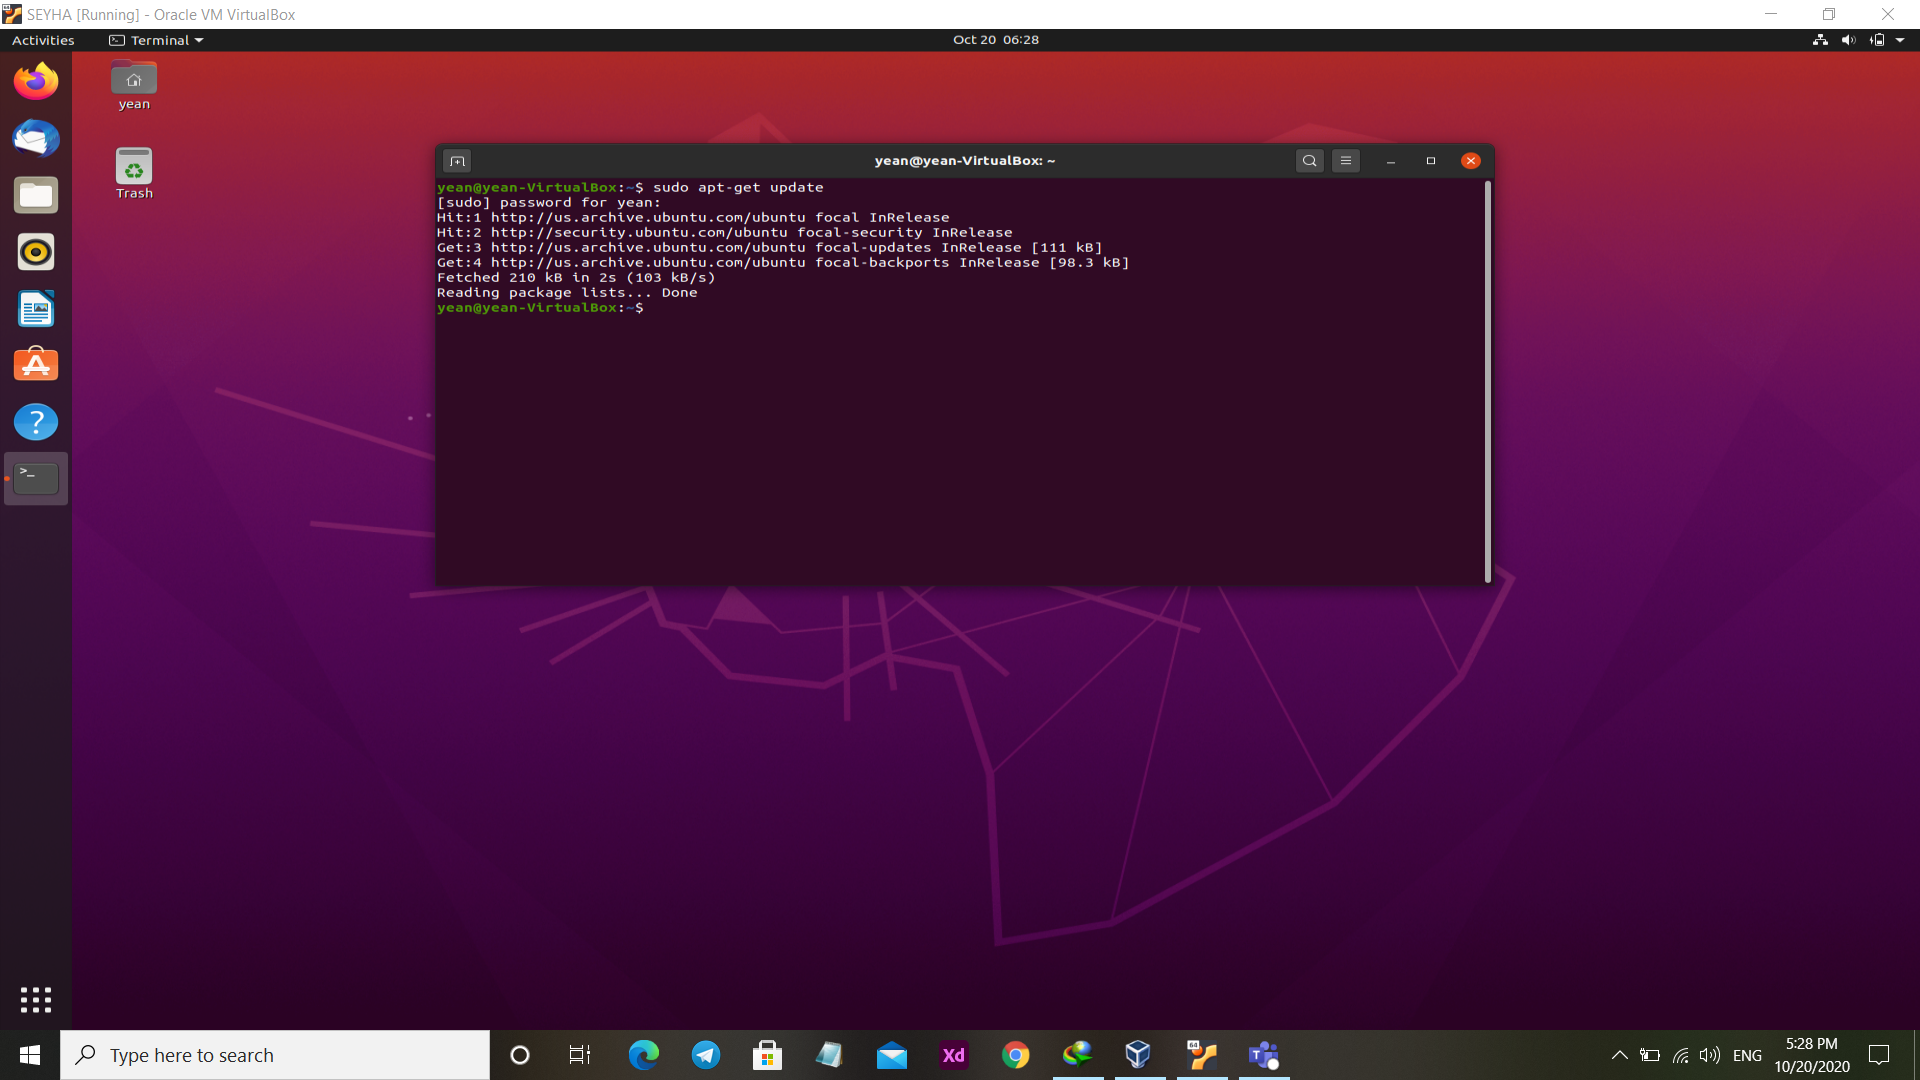 SEYHA [Running] - Oracle VM VirtualBox
Activities
Terminal
Oct 20 06:28
yean
Trash
yean@yean-VirtualBox: ~
yean@yean-VirtualBox:~$ sudo apt-get update
[sudo] password for yean:
Hit:1 http://us.archive.ubuntu.com/ubuntu focal InRelease
Hit:2 http://security.ubuntu.com/ubuntu focal-security InRelease
Get:3 http://us.archive.ubuntu.com/ubuntu focal-updates InRelease [111 kB]
Get:4 http://us.archive.ubuntu.com/ubuntu focal-backports InRelease [98.3 kB]
Fetched 210 kB in 2s (103 kB/s)
Reading package lists... Done
yean@yean-VirtualBox:~$
>_
Type here to search
Xd
64
T
ENG
5:28 PM
10/20/2020